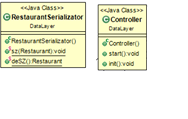 <<Java Class>>
RestaurantSerializator
DataLayer
RestaurantSerializator()
sz(Restaurant):void
deSZ():Restaurant
<<Java Class>>
Controller
DataLayer
Controller()
start():void
init():void